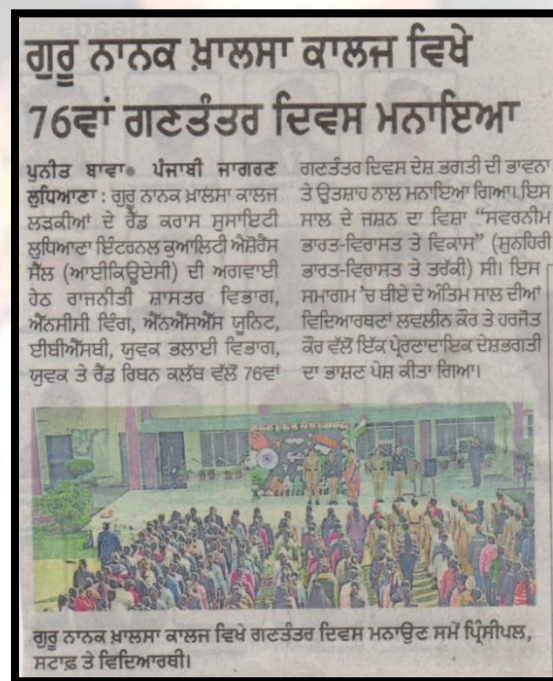 ਗੁਰੂ ਨਾਨਕ ਖ਼ਾਲਸਾ ਕਾਲਜ ਵਿਖੇ
76ਵਾਂ ਗਣਤੰਤਰ ਦਿਵਸ ਮਨਾਇਆ
ਪੁਨੀਤ ਬਾਵਾ• ਪੰਜਾਬੀ ਜਾਗਰਣ
ਲੁਧਿਆਣਾ : ਗੁਰੂ ਨਾਨਕ ਖ਼ਾਲਸਾ ਕਾਲਜ
ਲੜਕੀਆਂ ਦੇ ਰੈੱਡ ਕਰਾਸ ਸੁਸਾਇਟੀ
ਲੁਧਿਆਣਾ ਇੰਟਰਨਲ ਕੁਆਲਿਟੀ ਐਸ਼ੋਰੈਂਸ
ਸੈੱਲ (ਆਈਕਿਊਏਸੀ) ਦੀ ਅਗਵਾਈ
ਹੇਠ ਰਾਜਨੀਤੀ ਸ਼ਾਸਤਰ ਵਿਭਾਗ,
ਐੱਨਸੀਸੀ ਵਿੰਗ, ਐੱਨਐੱਸਐੱਸ ਯੂਨਿਟ,
ਈਬੀਐੱਸਬੀ, ਯੁਵਕ ਭਲਾਈ ਵਿਭਾਗ,
ਯੁਵਕ ਤੇ ਰੈੱਡ ਰਿਬਨ ਕਲੱਬ ਵੱਲੋਂ 76ਵਾਂ
ਗਣਤੰਤਰ ਦਿਵਸ ਦੇਸ਼ ਭਗਤੀ ਦੀ ਭਾਵਨਾ
ਤੇ ਉਤਸ਼ਾਹ ਨਾਲ ਮਨਾਇਆ ਗਿਆ। ਇਸ
ਸਾਲ ਦੇ ਜਸ਼ਨ ਦਾ ਵਿਸ਼ਾ “ਸਵਰਨੀਮ
ਭਾਰਤ-ਵਿਰਾਸਤ ਤੇ ਵਿਕਾਸ” (ਸੁਨਹਿਰੀ
ਭਾਰਤ-ਵਿਰਾਸਤ ਤੇ ਤਰੱਕੀ) ਸੀ। ਇਸ
ਸਮਾਗਮ 'ਚ ਬੀਏ ਦੇ ਅੰਤਿਮ ਸਾਲ ਦੀਆਂ
ਵਿਦਿਆਰਥਣਾਂ ਲਵਲੀਨ ਕੌਰ ਤੇ ਹਰਜੋਤ
ਕੌਰ ਵੱਲੋਂ ਇੱਕ ਪ੍ਰੇਰਣਾਦਾਇਕ ਦੇਸ਼ਭਗਤੀ
ਦਾ ਭਾਸ਼ਣ ਪੇਸ਼ ਕੀਤਾ ਗਿਆ।
ਗੁਰੂ ਨਾਨਕ ਖ਼ਾਲਸਾ ਕਾਲਜ ਵਿਖੇ ਗਣਤੰਤਰ ਦਿਵਸ ਮਨਾਉਣ ਸਮੇਂ ਪ੍ਰਿੰਸੀਪਲ,
ਸਟਾਫ਼ ਤੇ ਵਿਦਿਆਰਥੀ।